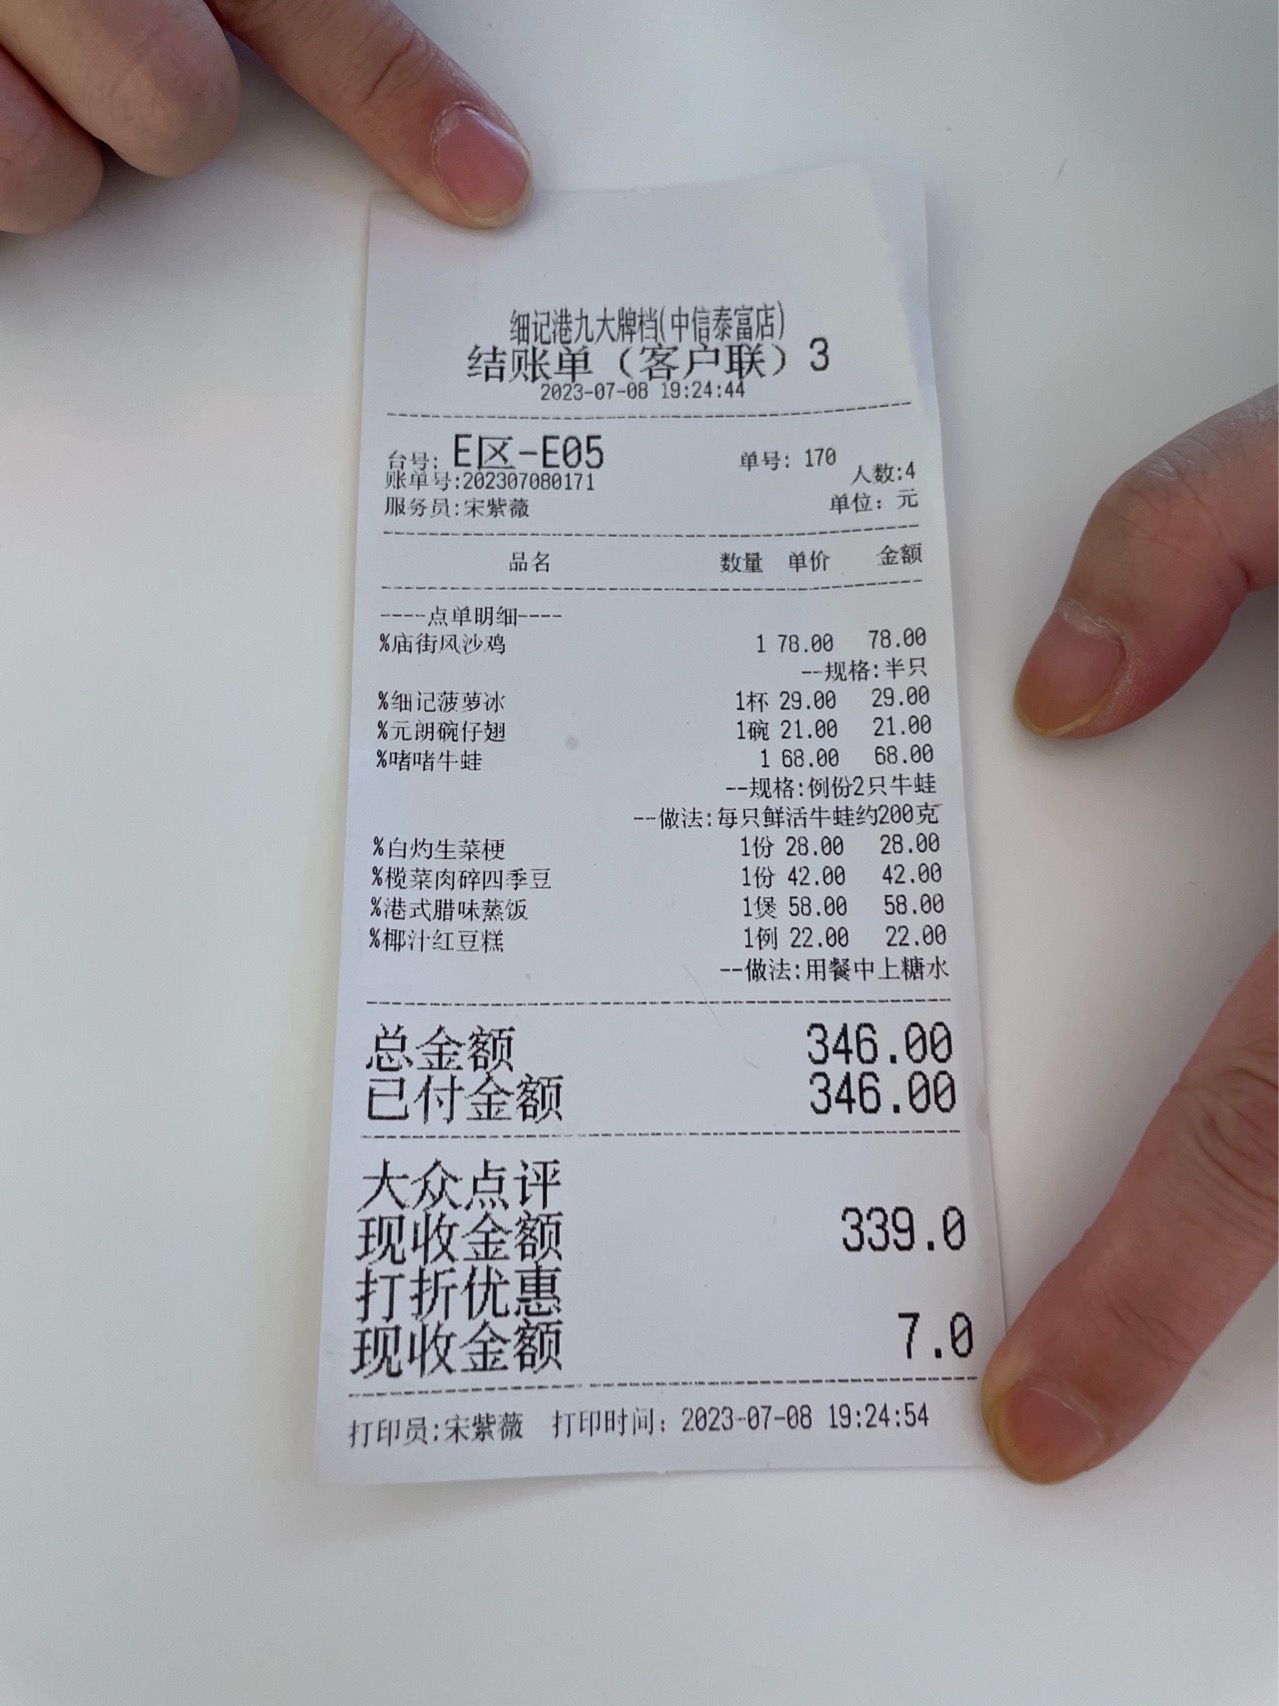 细记港九大牌档(中信泰富店)
结账单（客户联）3
2023-07-08 19:24:44
台号: E区-E05 单号: 170
账单号:202307080171 人数:4
服务员:宋紫薇 单位: 元
品名 数量 单价 金额
----点单明细----
%庙街风沙鸡 1 78.00 78.00
--规格:半只
%细记菠萝冰 1杯 29.00 29.00
%元朗碗仔翅 1碗 21.00 21.00
%啫啫牛蛙 1 68.00 68.00
--规格:例份2只牛蛙
--做法:每只鲜活牛蛙约200克
%白灼生菜梗 1份 28.00 28.00
%榄菜肉碎四季豆 1份 42.00 42.00
%港式腊味蒸饭 1煲 58.00 58.00
%椰汁红豆糕 1例 22.00 22.00
--做法:用餐中上糖水
总金额 346.00
已付金额 346.00
大众点评
现收金额 339.0
打折优惠
现收金额 7.0
打印员:宋紫薇 打印时间: 2023-07-08 19:24:54